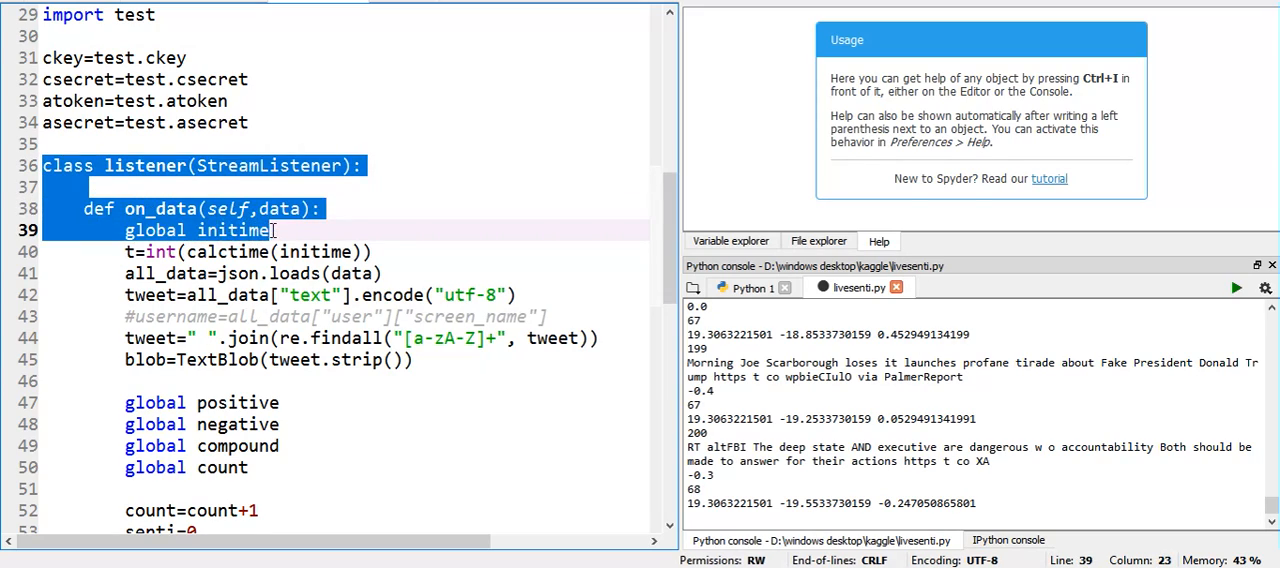 29 import test
30
31 ckey=test.ckey
32 csecret=test.csecret
33 atoken=test.atoken
34 asecret=test.asecret
35
36 class listener(StreamListener):
37
38 def on_data(self,data):
39 global initime
40 t=int(calctime(initime))
41 all_data=json.loads(data)
42 tweet=all_data["text"].encode("utf-8")
43 #username=all_data["user"]["screen_name"]
44 tweet=" ".join(re.findall("[a-zA-Z]+", tweet))
45 blob=TextBlob(tweet.strip())
46
47 global positive
48 global negative
49 global compound
50 global count
51
52 count=count+1
53 senti=0
Usage
Here you can get help of any object by pressing Ctrl+I in
front of it, either on the Editor or the Console.
Help can also be shown automatically after writing a left
parenthesis next to an object. You can activate this
behavior in Preferences > Help.
New to Spyder? Read our tutorial
Variable explorer File explorer Help
Python console - D:\windows desktop\kaggle\livesenti.py
Python 1 livesenti.py
0.0
67
19.3063221501 -18.8533730159 0.452949134199
199
Morning Joe Scarborough loses it launches profane tirade about Fake President Donald Tr
ump https t co wpbieCIulO via PalmerReport
-0.4
67
19.3063221501 -19.2533730159 0.0529491341991
200
RT altFBI The deep state AND executive are dangerous w o accountability Both should be
made to answer for their actions https t co XA
-0.3
68
19.3063221501 -19.5533730159 -0.247050865801
Python console - D:\windows desktop\kaggle\livesenti.py IPython console
Permissions: RW End-of-lines: CRLF Encoding: UTF-8 Line: 39 Column: 23 Memory: 43 %